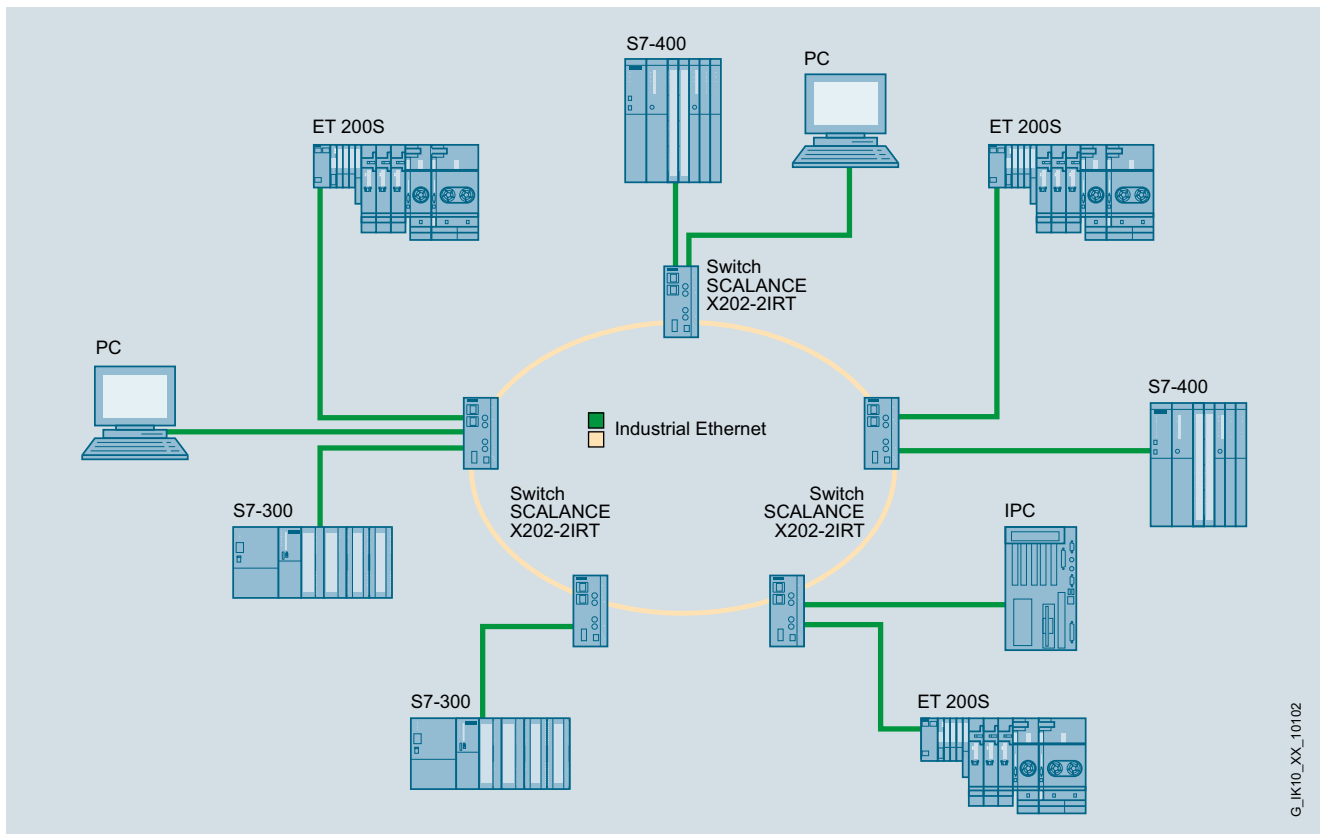 S7-400
PC
ET 200S
ET 200S
Switch
SCALANCE
X202-2IRT
PC
S7-400
Industrial Ethernet
Switch
SCALANCE
X202-2IRT
Switch
SCALANCE
X202-2IRT
S7-300
IPC
S7-300
ET 200S
G_IK10_XX_10102